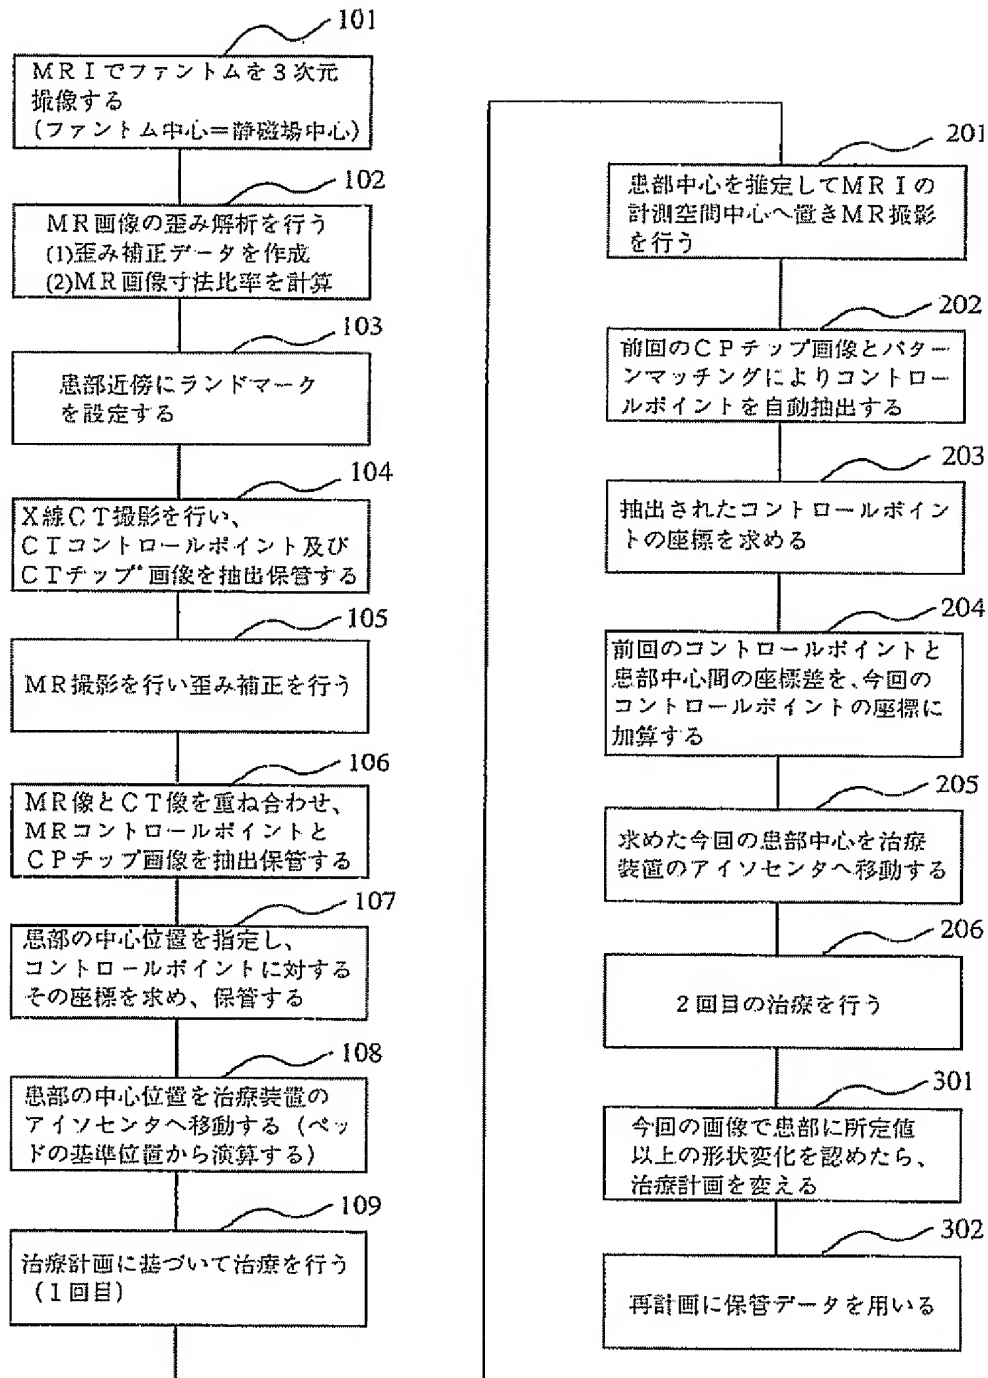 101
ＭＲＩでファントムを３次元
撮像する
(ファントム中心＝静磁場中心)
102
ＭＲ画像の歪み解析を行う
(1)歪み補正データを作成
(2)ＭＲ画像寸法比率を計算
103
患部近傍にランドマーク
を設定する
104
Ｘ線ＣＴ撮影を行い、
ＣＴコントロールポイント及び
ＣＴチップ画像を抽出保管する
105
ＭＲ撮影を行い歪み補正を行う
106
ＭＲ像とＣＴ像を重ね合わせ、
ＭＲコントロールポイントと
ＣＰチップ画像を抽出保管する
107
患部の中心位置を指定し、
コントロールポイントに対する
その座標を求め、保管する
108
患部の中心位置を治療装置の
アイソセンタへ移動する（ベッ
ドの基準位置から演算する）
109
治療計画に基づいて治療を行う
（１回目）
201
患部中心を推定してＭＲＩの
計測空間中心へ置きＭＲ撮影
を行う
202
前回のＣＰチップ画像とパター
ンマッチングによりコントロー
ルポイントを自動抽出する
203
抽出されたコントロールポイン
トの座標を求める
204
前回のコントロールポイントと
患部中心間の座標差を、今回の
コントロールポイントの座標に
加算する
205
求めた今回の患部中心を治療
装置のアイソセンタへ移動する
206
２回目の治療を行う
301
今回の画像で患部に所定値
以上の形状変化を認めたら、
治療計画を変える
302
再計画に保管データを用いる